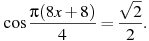 cos π(8x+8)/4 = √2/2.